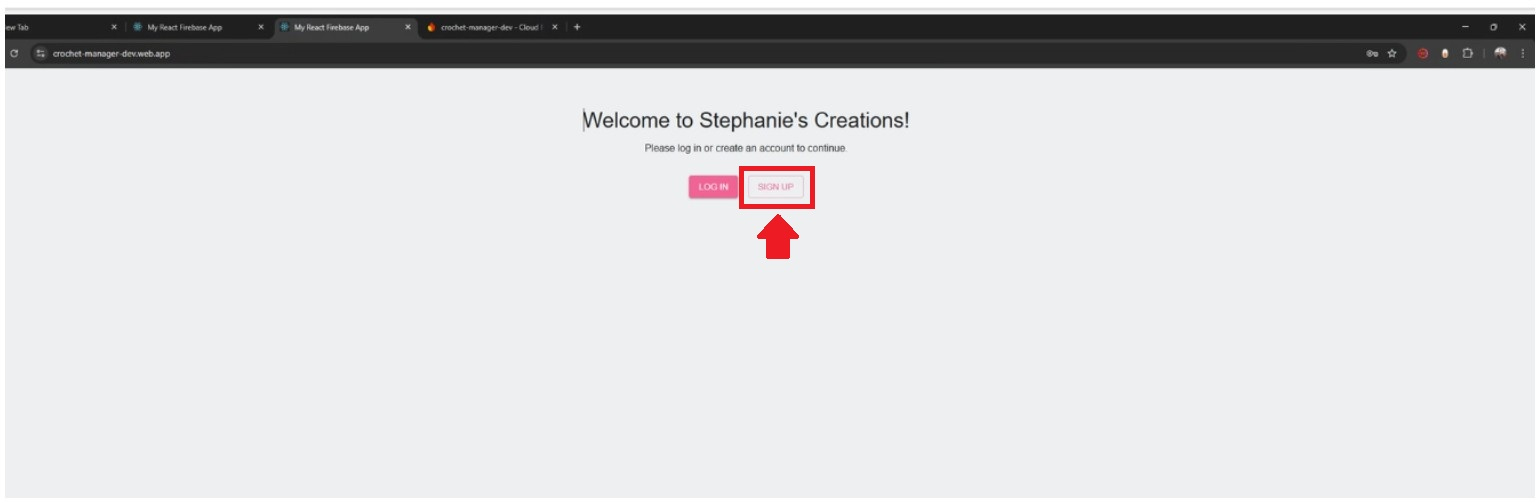 ew Tab
My React Firebase App
My React Firebase App
crochet-manager-dev - Cloud
crochet-manager-dev.web.app
Welcome to Stephanie's Creations!
Please log in or create an account to continue.
LOG IN
SIGN UP